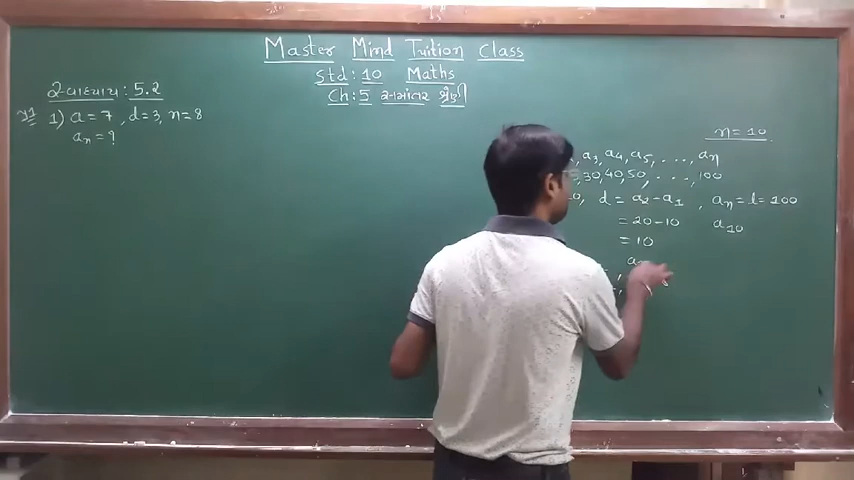 Master Mind Tuition Class
Std: 10 Maths
Ch: 5 સમાંતર શ્રેણી
સ્વાધ્યાય: 5.2
1) a = 7, d = 3, n = 8
aₙ = ?
n = 10
, a₃, a₄, a₅, ...., aₙ
, 30, 40, 50, ...., 100
d = a₂ - a₁, aₙ = l = 100
= 20 - 10 a₁₀
= 10